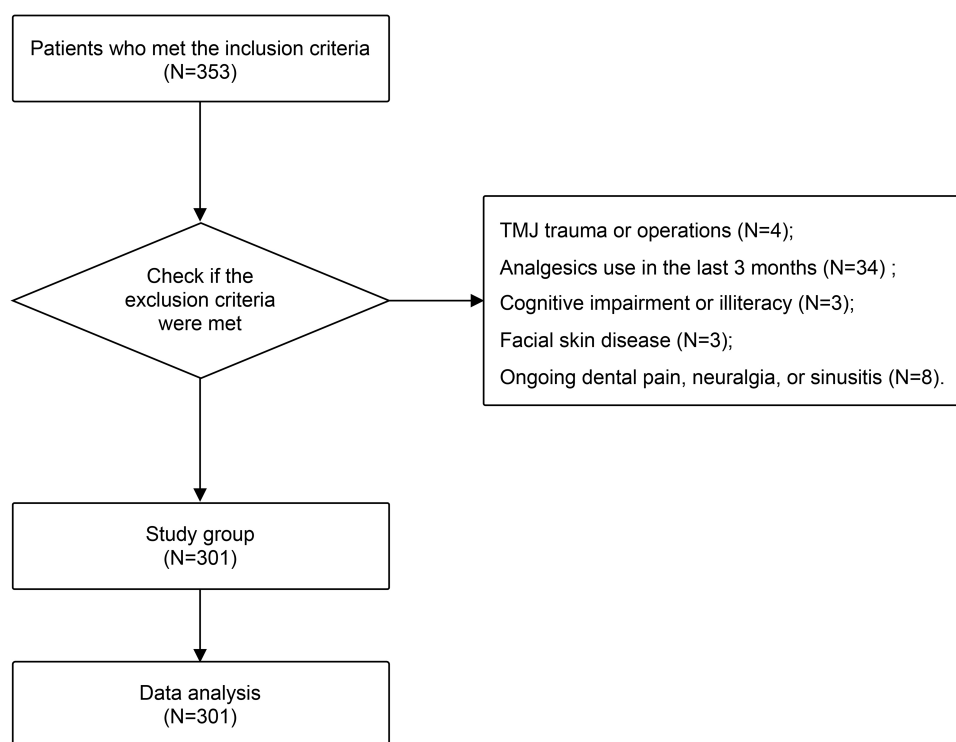 Patients who met the inclusion criteria
(N=353)
Check if the
exclusion criteria
were met
TMJ trauma or operations (N=4);
Analgesics use in the last 3 months (N=34) ;
Cognitive impairment or illiteracy (N=3);
Facial skin disease (N=3);
Ongoing dental pain, neuralgia, or sinusitis (N=8).
Study group
(N=301)
Data analysis
(N=301)